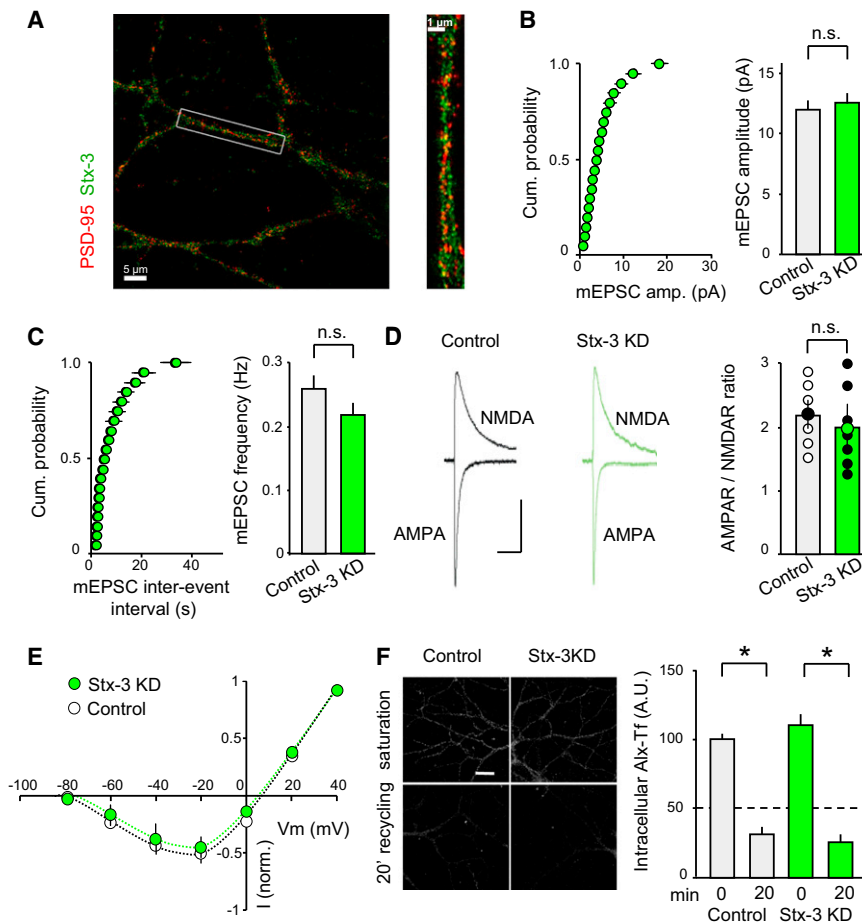 A
PSD-95 Stx-3
5 µm
1 µm
B
Cum. probability
1.0
0.5
0
0 10 20 30
mEPSC amp. (pA)
n.s.
mEPSC amplitude (pA)
15
10
5
0
Control
Stx-3 KD
C
Cum. probability
1.0
0.5
0
0 20 40
mEPSC inter-event
interval (s)
n.s.
mEPSC frequency (Hz)
0.3
0.2
0.1
0
Control
Stx-3 KD
D
Control
NMDA
AMPA
Stx-3 KD
NMDA
AMPA
n.s.
AMPAR / NMDAR ratio
3
2
1
0
Control
Stx-3 KD
E
Stx-3 KD
Control
1
0.5
-0.5
-1
-100 -80 -60 -40 -20 0 20 40
Vm (mV)
I (norm.)
F
Control Stx-3KD
saturation
20' recycling
Intracellular Alx-Tf (A.U.)
150
100
50
0
* *
min 0 20 0 20
Control Stx-3 KD